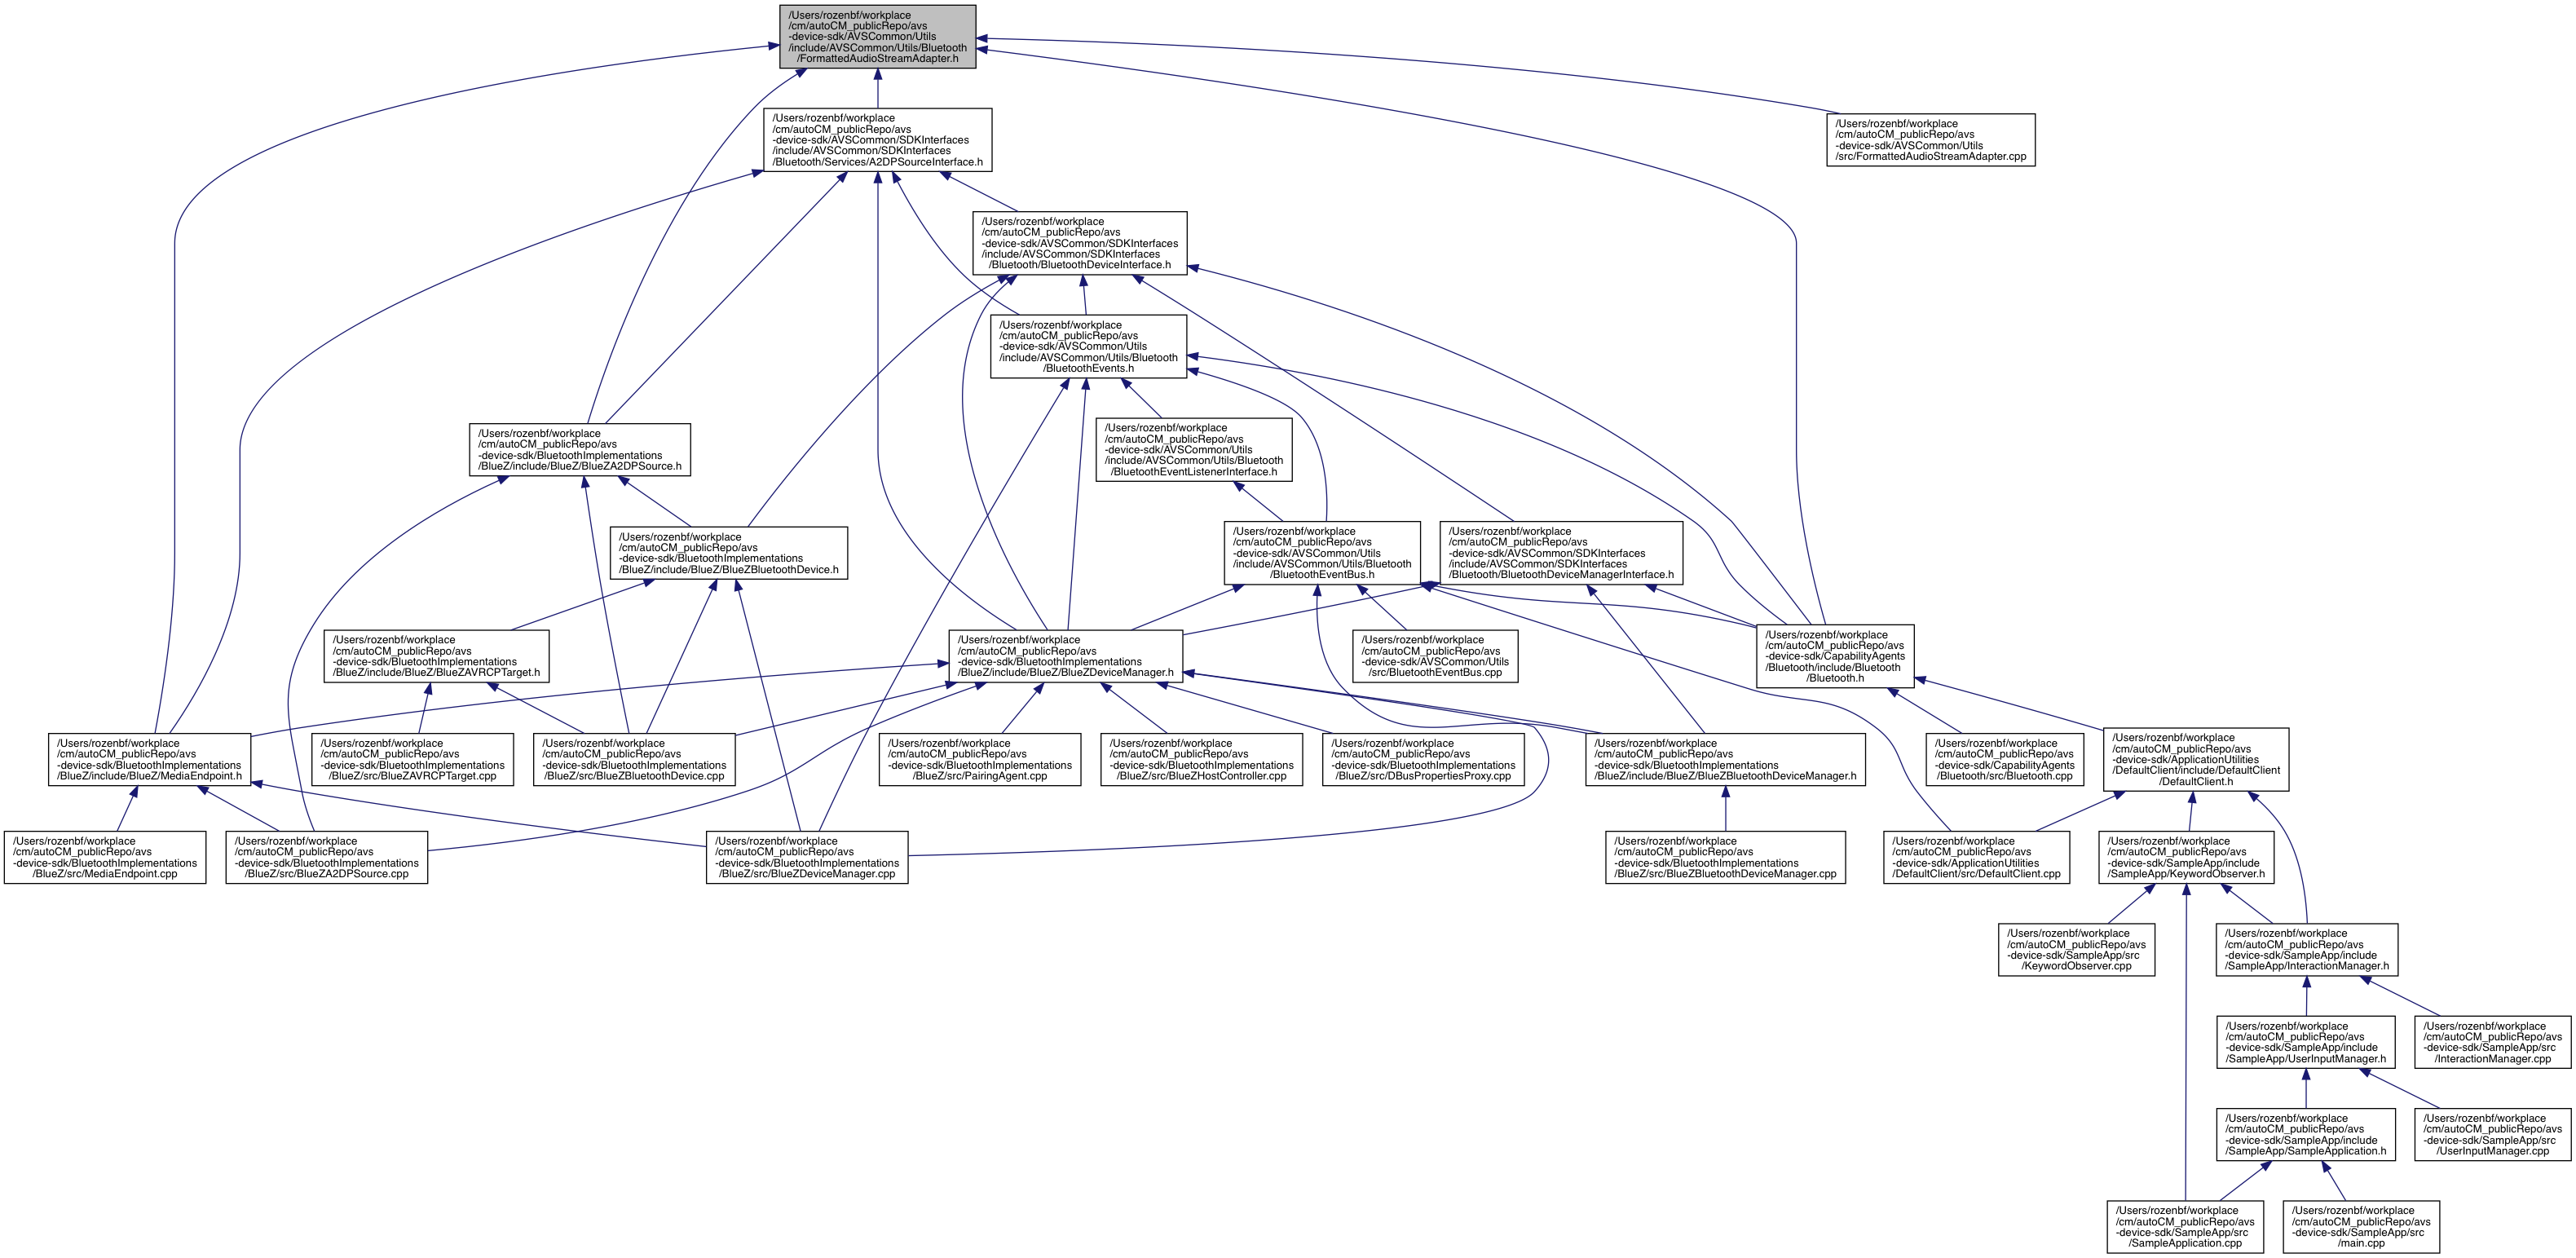 /Users/rozenbf/workplace
/cm/autoCM_publicRepo/avs
-device-sdk/AVSCommon/Utils
/include/AVSCommon/Utils/Bluetooth
/FormattedAudioStreamAdapter.h
/Users/rozenbf/workplace
/cm/autoCM_publicRepo/avs
-device-sdk/AVSCommon/SDKInterfaces
/include/AVSCommon/SDKInterfaces
/Bluetooth/Services/A2DPSourceInterface.h
/Users/rozenbf/workplace
/cm/autoCM_publicRepo/avs
-device-sdk/AVSCommon/Utils
/src/FormattedAudioStreamAdapter.cpp
/Users/rozenbf/workplace
/cm/autoCM_publicRepo/avs
-device-sdk/AVSCommon/SDKInterfaces
/include/AVSCommon/SDKInterfaces
/Bluetooth/BluetoothDeviceInterface.h
/Users/rozenbf/workplace
/cm/autoCM_publicRepo/avs
-device-sdk/AVSCommon/Utils
/include/AVSCommon/Utils/Bluetooth
/BluetoothEvents.h
/Users/rozenbf/workplace
/cm/autoCM_publicRepo/avs
-device-sdk/BluetoothImplementations
/BlueZ/include/BlueZ/BlueZA2DPSource.h
/Users/rozenbf/workplace
/cm/autoCM_publicRepo/avs
-device-sdk/AVSCommon/Utils
/include/AVSCommon/Utils/Bluetooth
/BluetoothEventListenerInterface.h
/Users/rozenbf/workplace
/cm/autoCM_publicRepo/avs
-device-sdk/BluetoothImplementations
/BlueZ/include/BlueZ/BlueZBluetoothDevice.h
/Users/rozenbf/workplace
/cm/autoCM_publicRepo/avs
-device-sdk/AVSCommon/Utils
/include/AVSCommon/Utils/Bluetooth
/BluetoothEventBus.h
/Users/rozenbf/workplace
/cm/autoCM_publicRepo/avs
-device-sdk/AVSCommon/SDKInterfaces
/include/AVSCommon/SDKInterfaces
/Bluetooth/BluetoothDeviceManagerInterface.h
/Users/rozenbf/workplace
/cm/autoCM_publicRepo/avs
-device-sdk/BluetoothImplementations
/BlueZ/include/BlueZ/BlueZAVRCPTarget.h
/Users/rozenbf/workplace
/cm/autoCM_publicRepo/avs
-device-sdk/BluetoothImplementations
/BlueZ/include/BlueZ/BlueZDeviceManager.h
/Users/rozenbf/workplace
/cm/autoCM_publicRepo/avs
-device-sdk/AVSCommon/Utils
/src/BluetoothEventBus.cpp
/Users/rozenbf/workplace
/cm/autoCM_publicRepo/avs
-device-sdk/CapabilityAgents
/Bluetooth/include/Bluetooth
/Bluetooth.h
/Users/rozenbf/workplace
/cm/autoCM_publicRepo/avs
-device-sdk/BluetoothImplementations
/BlueZ/include/BlueZ/MediaEndpoint.h
/Users/rozenbf/workplace
/cm/autoCM_publicRepo/avs
-device-sdk/BluetoothImplementations
/BlueZ/src/BlueZAVRCPTarget.cpp
/Users/rozenbf/workplace
/cm/autoCM_publicRepo/avs
-device-sdk/BluetoothImplementations
/BlueZ/src/BlueZBluetoothDevice.cpp
/Users/rozenbf/workplace
/cm/autoCM_publicRepo/avs
-device-sdk/BluetoothImplementations
/BlueZ/src/PairingAgent.cpp
/Users/rozenbf/workplace
/cm/autoCM_publicRepo/avs
-device-sdk/BluetoothImplementations
/BlueZ/src/BlueZHostController.cpp
/Users/rozenbf/workplace
/cm/autoCM_publicRepo/avs
-device-sdk/BluetoothImplementations
/BlueZ/src/DBusPropertiesProxy.cpp
/Users/rozenbf/workplace
/cm/autoCM_publicRepo/avs
-device-sdk/BluetoothImplementations
/BlueZ/include/BlueZ/BlueZBluetoothDeviceManager.h
/Users/rozenbf/workplace
/cm/autoCM_publicRepo/avs
-device-sdk/CapabilityAgents
/Bluetooth/src/Bluetooth.cpp
/Users/rozenbf/workplace
/cm/autoCM_publicRepo/avs
-device-sdk/ApplicationUtilities
/DefaultClient/include/DefaultClient
/DefaultClient.h
/Users/rozenbf/workplace
/cm/autoCM_publicRepo/avs
-device-sdk/BluetoothImplementations
/BlueZ/src/MediaEndpoint.cpp
/Users/rozenbf/workplace
/cm/autoCM_publicRepo/avs
-device-sdk/BluetoothImplementations
/BlueZ/src/BlueZA2DPSource.cpp
/Users/rozenbf/workplace
/cm/autoCM_publicRepo/avs
-device-sdk/BluetoothImplementations
/BlueZ/src/BlueZDeviceManager.cpp
/Users/rozenbf/workplace
/cm/autoCM_publicRepo/avs
-device-sdk/BluetoothImplementations
/BlueZ/src/BlueZBluetoothDeviceManager.cpp
/Users/rozenbf/workplace
/cm/autoCM_publicRepo/avs
-device-sdk/ApplicationUtilities
/DefaultClient/src/DefaultClient.cpp
/Users/rozenbf/workplace
/cm/autoCM_publicRepo/avs
-device-sdk/SampleApp/include
/SampleApp/KeywordObserver.h
/Users/rozenbf/workplace
/cm/autoCM_publicRepo/avs
-device-sdk/SampleApp/src
/KeywordObserver.cpp
/Users/rozenbf/workplace
/cm/autoCM_publicRepo/avs
-device-sdk/SampleApp/include
/SampleApp/InteractionManager.h
/Users/rozenbf/workplace
/cm/autoCM_publicRepo/avs
-device-sdk/SampleApp/include
/SampleApp/UserInputManager.h
/Users/rozenbf/workplace
/cm/autoCM_publicRepo/avs
-device-sdk/SampleApp/src
/InteractionManager.cpp
/Users/rozenbf/workplace
/cm/autoCM_publicRepo/avs
-device-sdk/SampleApp/include
/SampleApp/SampleApplication.h
/Users/rozenbf/workplace
/cm/autoCM_publicRepo/avs
-device-sdk/SampleApp/src
/UserInputManager.cpp
/Users/rozenbf/workplace
/cm/autoCM_publicRepo/avs
-device-sdk/SampleApp/src
/SampleApplication.cpp
/Users/rozenbf/workplace
/cm/autoCM_publicRepo/avs
-device-sdk/SampleApp/src
/main.cpp